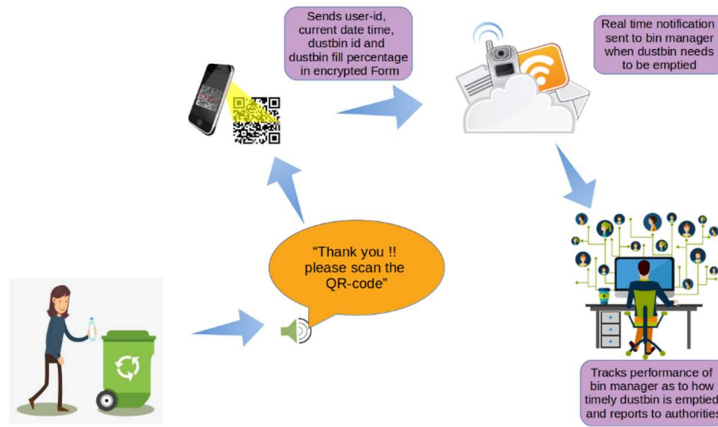 Sends user-id,
current date time,
dustbin id and
dustbin fill percentage
in encrypted Form
Real time notification
sent to bin manager
when dustbin needs
to be emptied
“Thank you !!
please scan the
QR-code”
Tracks performance of
bin manager as to how
timely dustbin is emptied
and reports to authorities